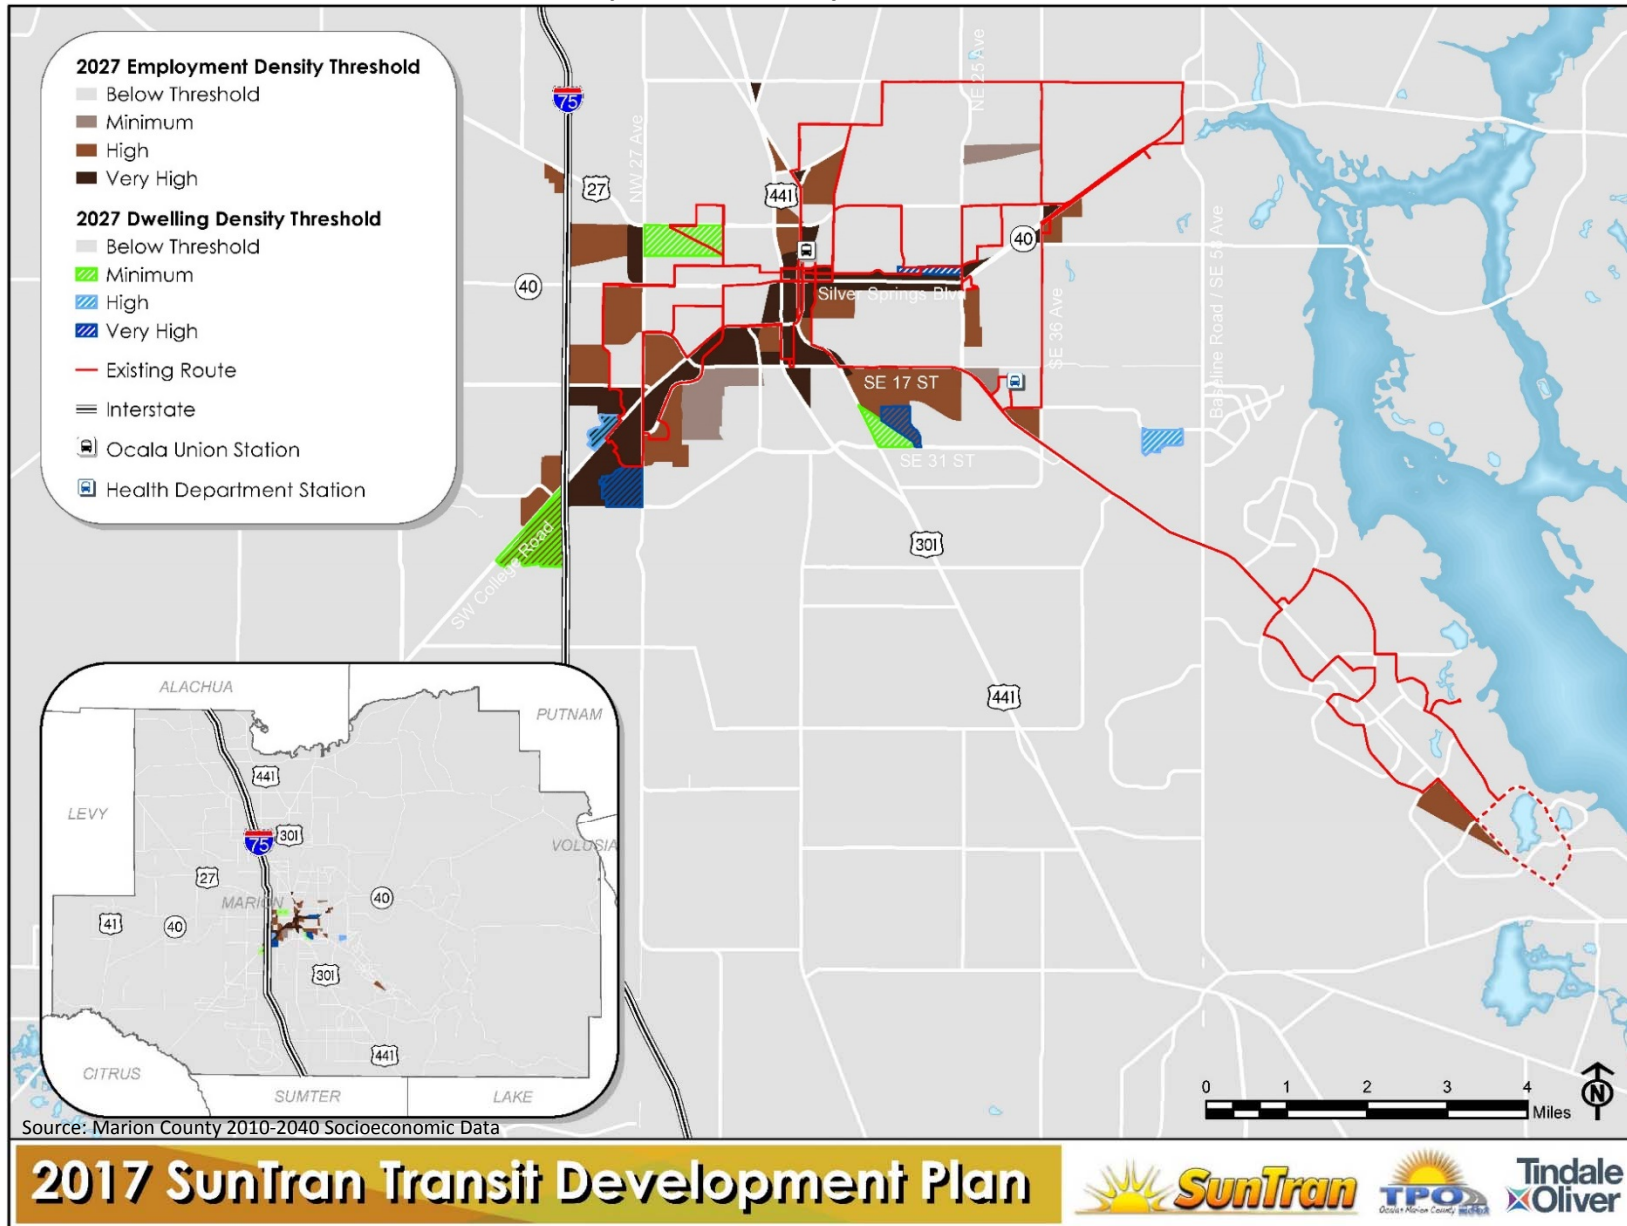 2027 Employment Density Threshold
Below Threshold
Minimum
High
Very High
2027 Dwelling Density Threshold
Below Threshold
Minimum
High
Very High
Existing Route
Interstate
Ocala Union Station
Health Department Station
75
27
NW 27 Ave
441
NE 25 Ave
40
40
Silver Springs Blvd
SE 36 Ave
Baseline Road / SE 58 Ave
SE 17 ST
SE 31 ST
301
SW College Road
441
ALACHUA
PUTNAM
441
LEVY
75
301
VOLUSIA
27
MARION
40
41
40
301
441
CITRUS
SUMTER
LAKE
0 1 2 3 4
Miles
N
Source: Marion County 2010-2040 Socioeconomic Data
2017 SunTran Transit Development Plan
SunTran
TPO
Tindale
Oliver